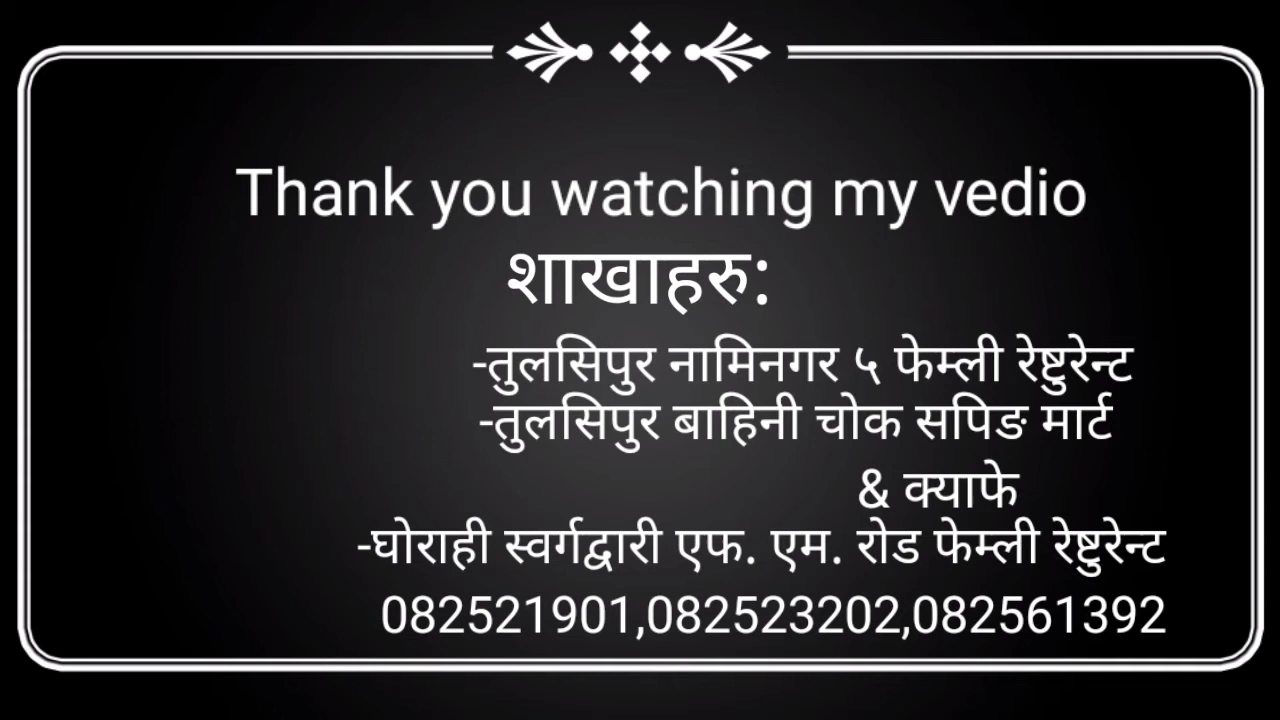 Thank you watching my vedio
शाखाहरु:
-तुलसिपुर नामिनगर ५ फेम्ली रेष्टुरेन्ट
-तुलसिपुर बाहिनी चोक सपिङ मार्ट
& क्याफे
-घोराही स्वर्गद्वारी एफ. एम. रोड फेम्ली रेष्टुरेन्ट
082521901,082523202,082561392